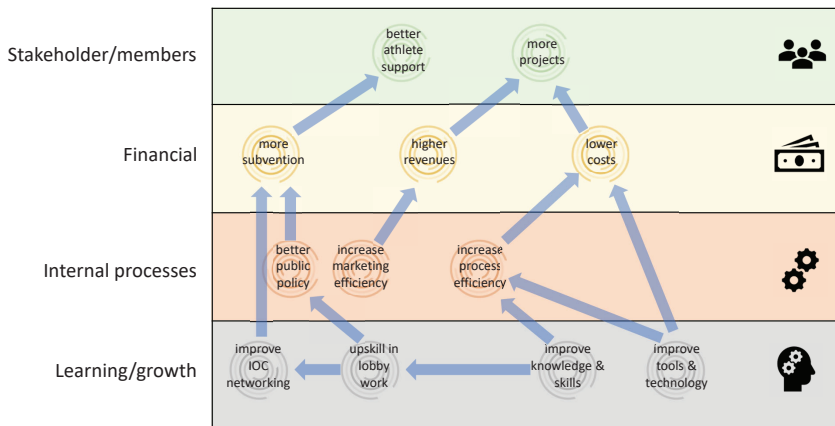 Stakeholder/members
better
athlete
support
more
projects
Financial
more
subvention
higher
revenues
lower
costs
Internal processes
better
public
policy
increase
marketing
efficiency
increase
process
efficiency
Learning/growth
improve
IOC
networking
upskill in
lobby
work
improve
knowledge &
skills
improve
tools &
technology